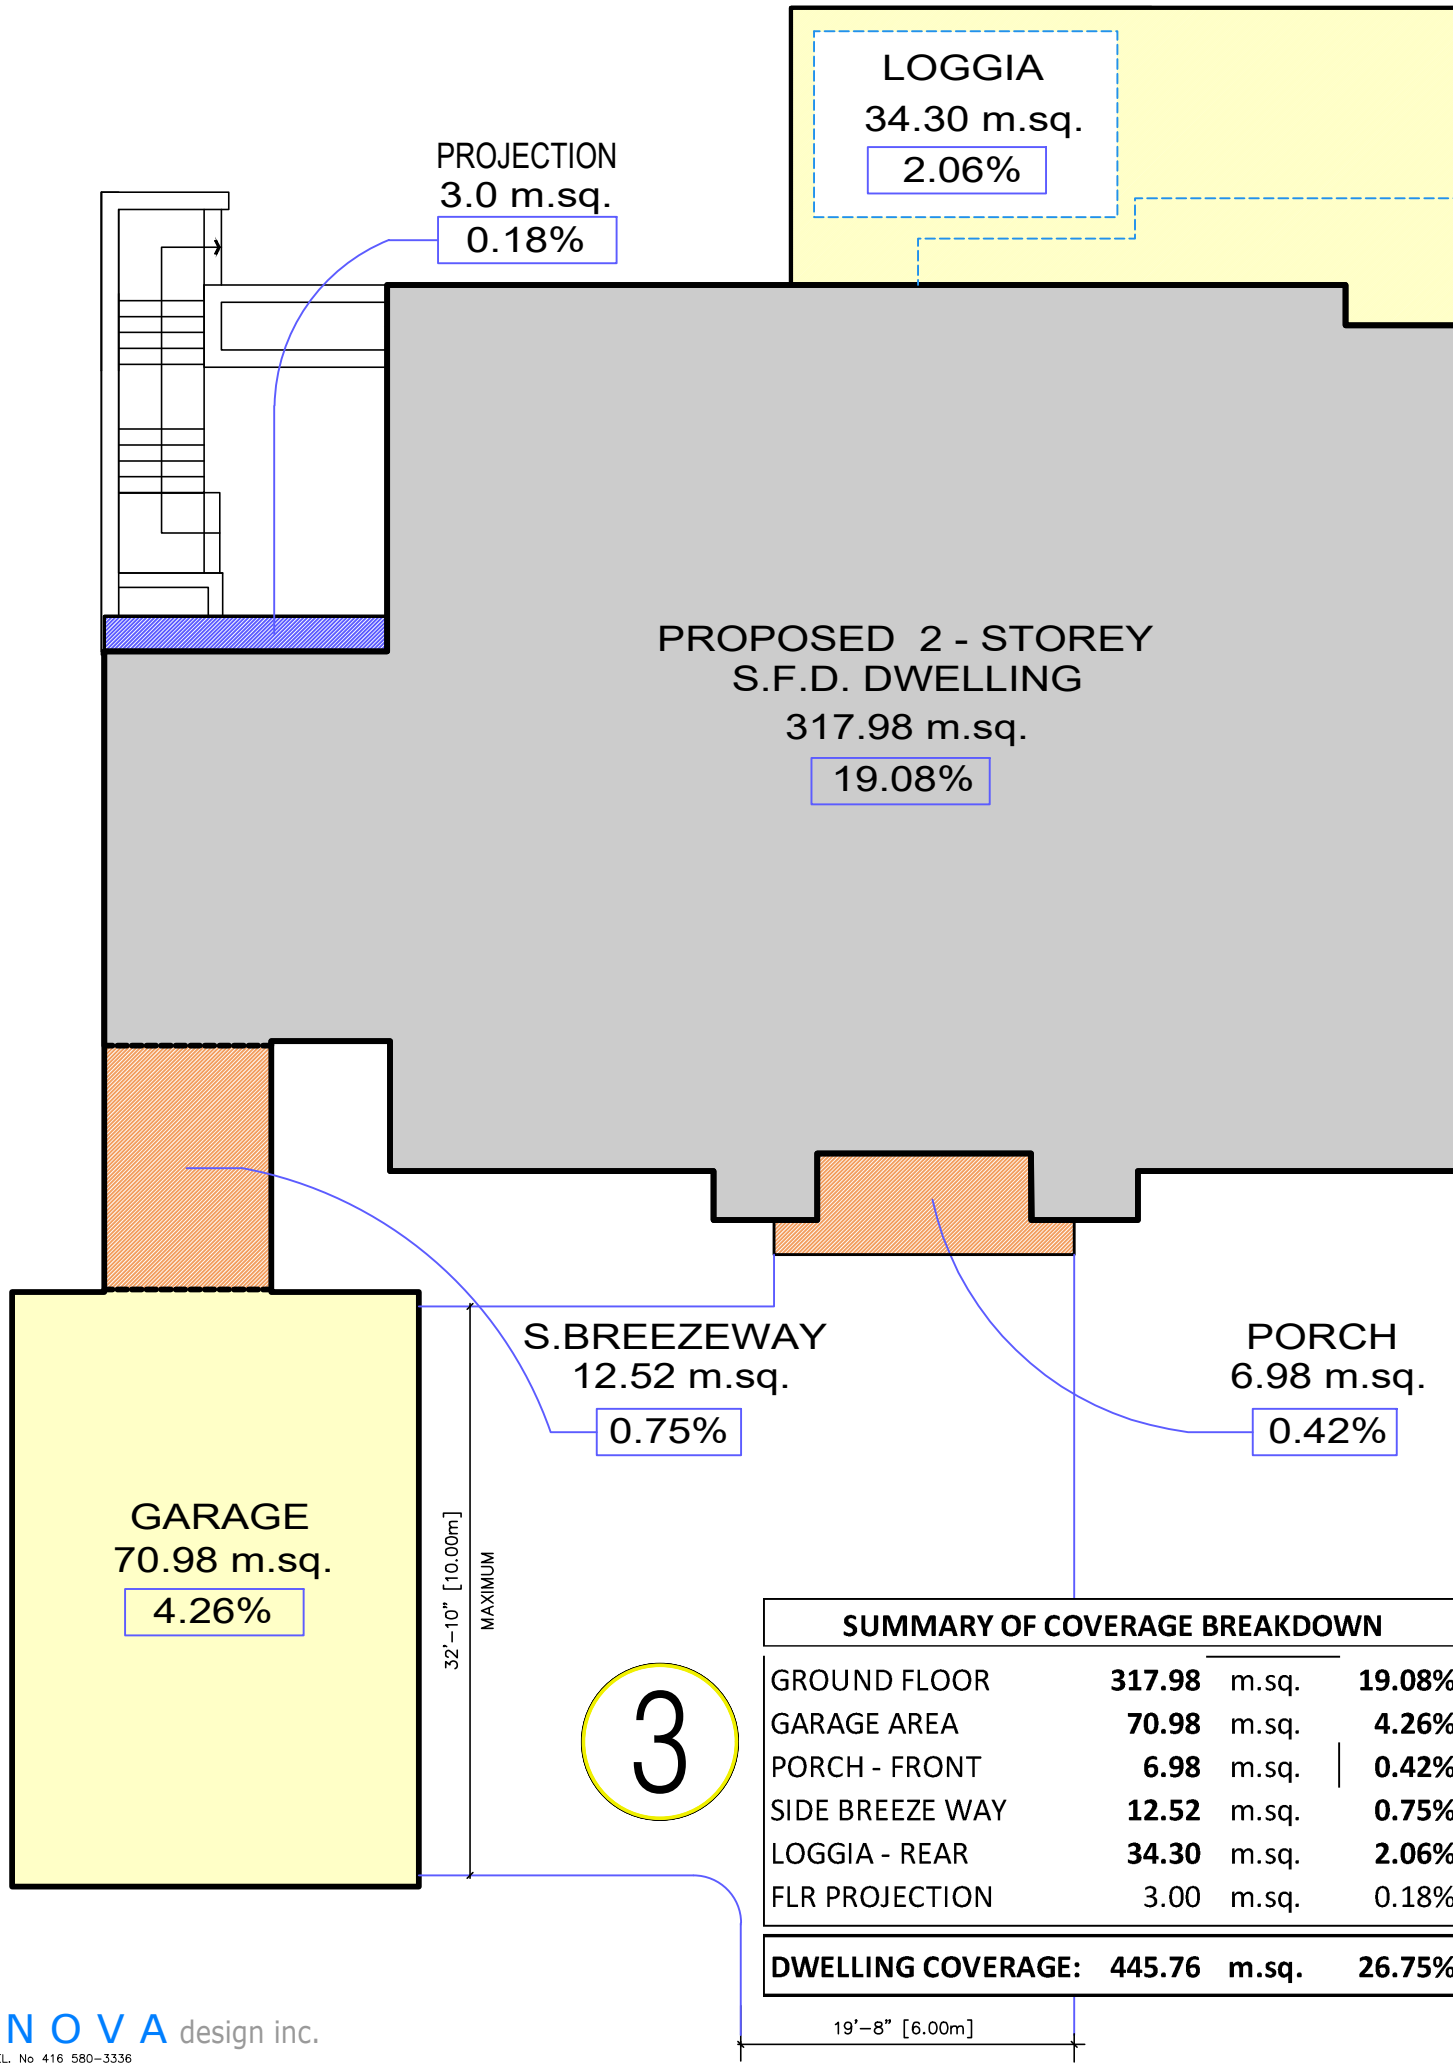 LOGGIA
34.30 m.sq.
2.06%
PROJECTION
3.0 m.sq.
0.18%
PROPOSED 2 - STOREY
S.F.D. DWELLING
317.98 m.sq.
19.08%
S.BREEZEWAY
12.52 m.sq.
0.75%
PORCH
6.98 m.sq.
0.42%
GARAGE
70.98 m.sq.
4.26%
32'-10" [10.00m]
MAXIMUM
3
SUMMARY OF COVERAGE BREAKDOWN
GROUND FLOOR 317.98 m.sq. 19.08%
GARAGE AREA 70.98 m.sq. 4.26%
PORCH - FRONT 6.98 m.sq. 0.42%
SIDE BREEZE WAY 12.52 m.sq. 0.75%
LOGGIA - REAR 34.30 m.sq. 2.06%
FLR PROJECTION 3.00 m.sq. 0.18%
DWELLING COVERAGE: 445.76 m.sq. 26.75%
19'-8" [6.00m]
NOVA design inc.
EL. No 416 580-3336